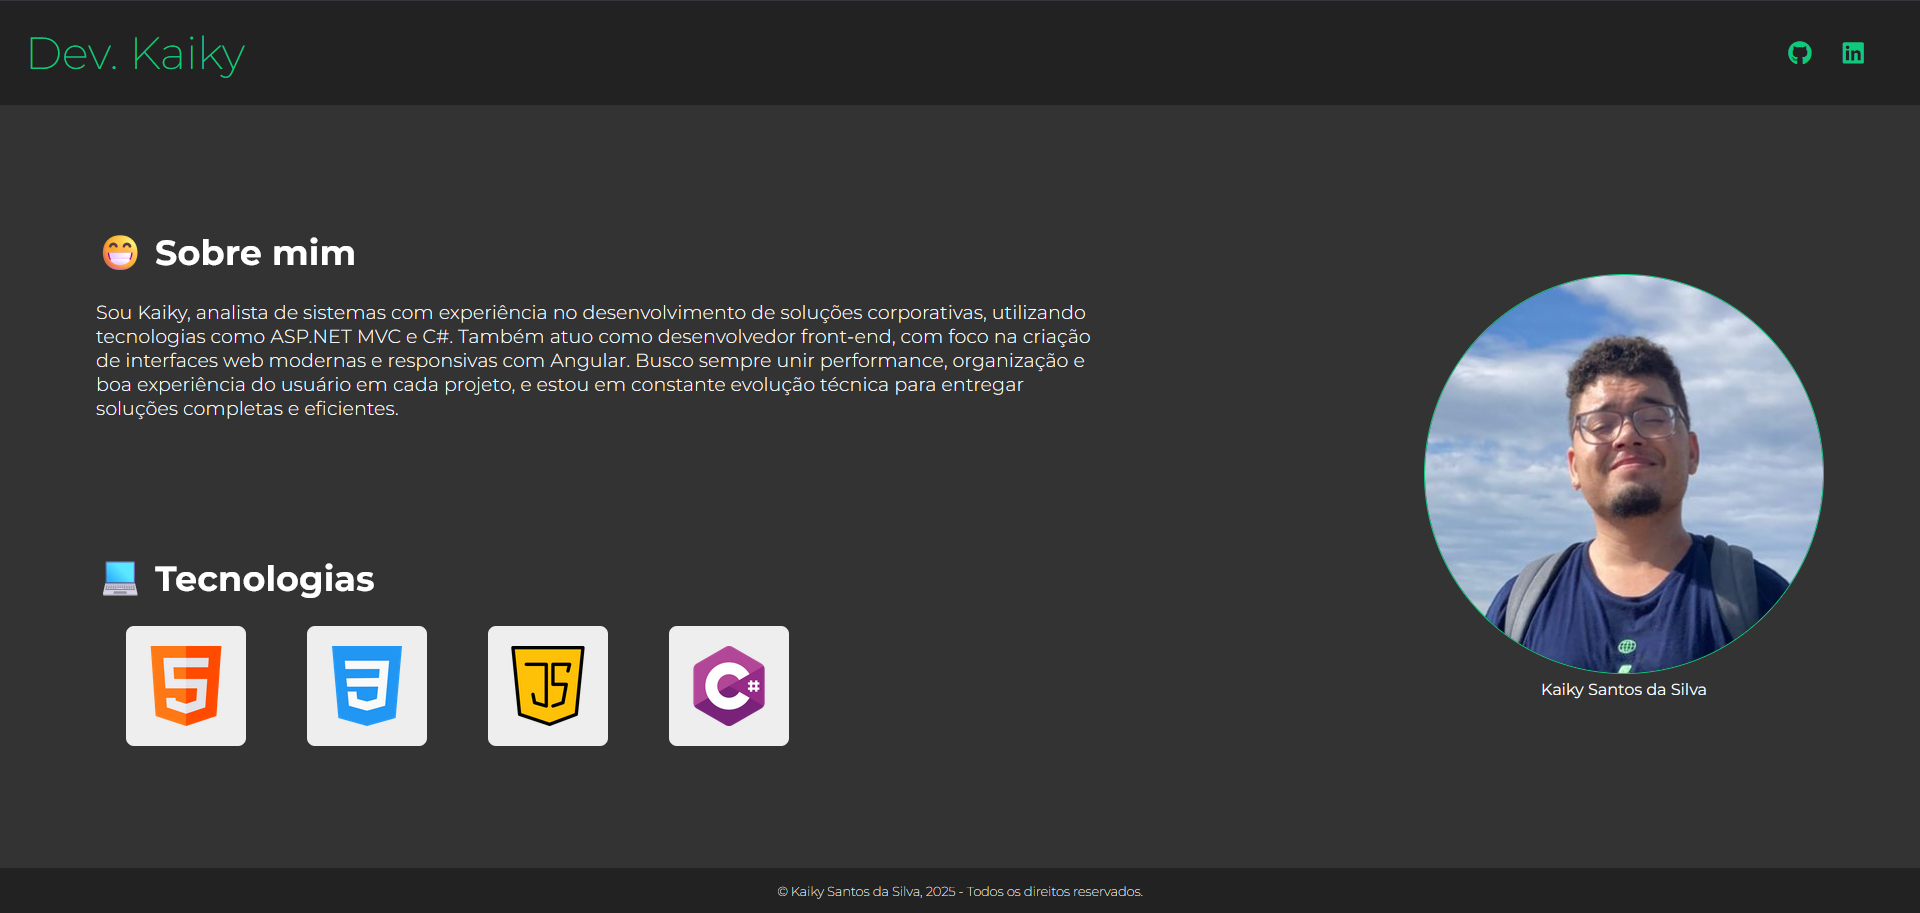 Dev. Kaiky
in
Sobre mim
Sou Kaiky, analista de sistemas com experiência no desenvolvimento de soluções corporativas, utilizando
tecnologias como ASP.NET MVC e C#. Também atuo como desenvolvedor front-end, com foco na criação
de interfaces web modernas e responsivas com Angular. Busco sempre unir performance, organização e
boa experiência do usuário em cada projeto, e estou em constante evolução técnica para entregar
soluções completas e eficientes.
Tecnologias
5 3 JS C#
Kaiky Santos da Silva
© Kaiky Santos da Silva, 2025 - Todos os direitos reservados.